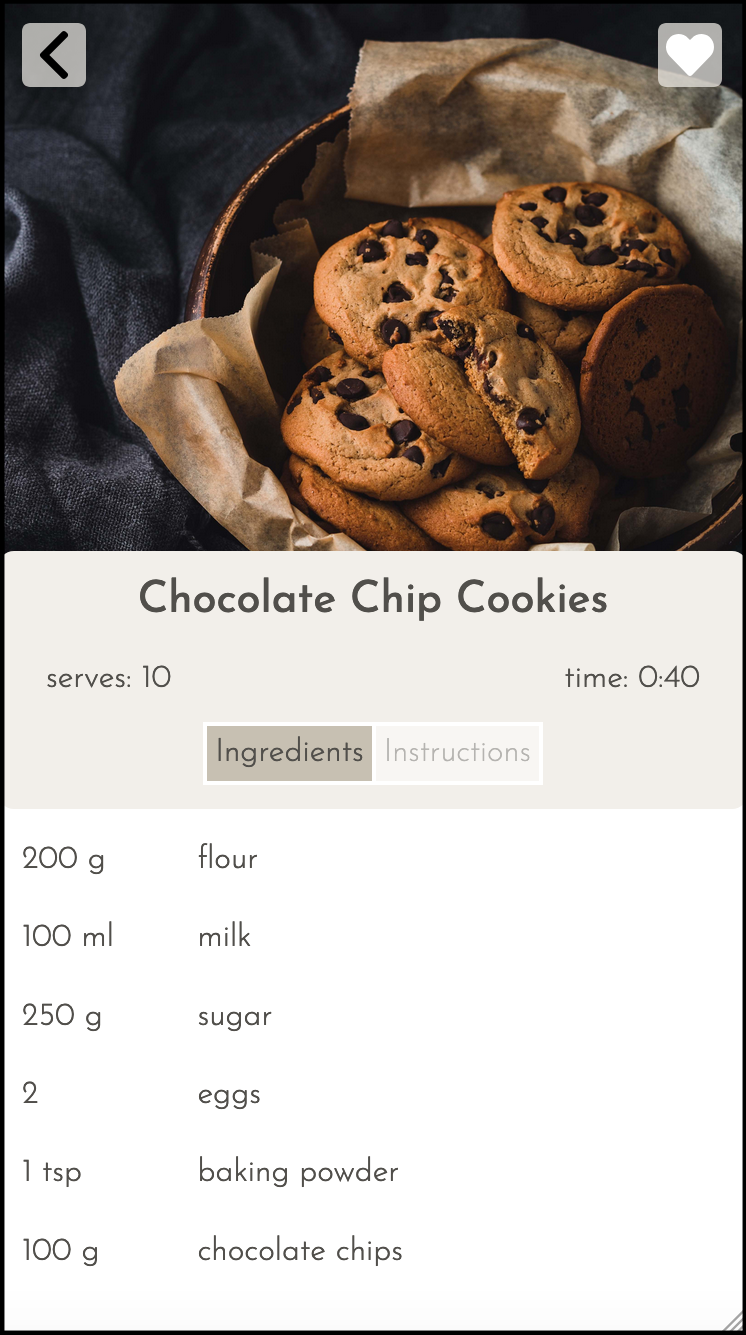 Chocolate Chip Cookies
serves: 10 time: 0:40
Ingredients Instructions
200 g flour
100 ml milk
250 g sugar
2 eggs
1 tsp baking powder
100 g chocolate chips